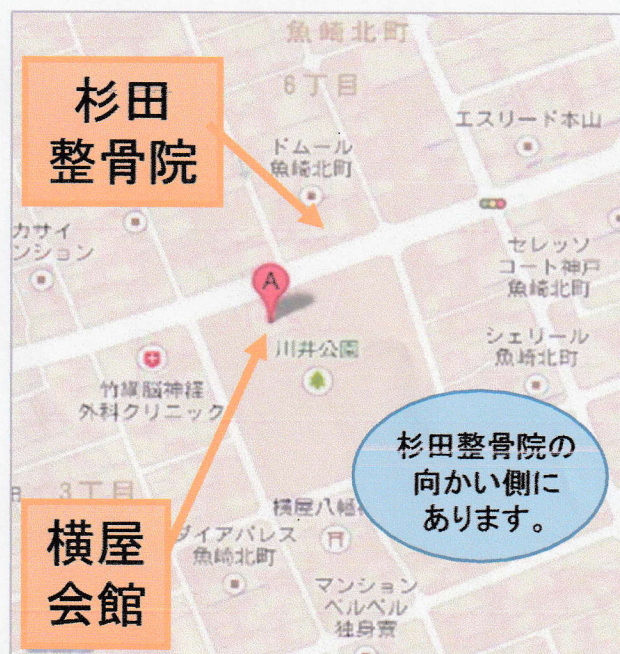 魚崎北町
6丁目
杉田
整骨院
エスリード本山
ドムール
魚崎北町
カサイ
ンション
セレッソ
コート神戸
魚崎北町
A
川井公園
シェリール
魚崎北町
外科クリニック
杉田整骨院の
向かい側に
あります。
3丁目
横屋八幡
ダイアパレス
魚崎北町
横屋
会館
マンション
ベルベル
独身寮